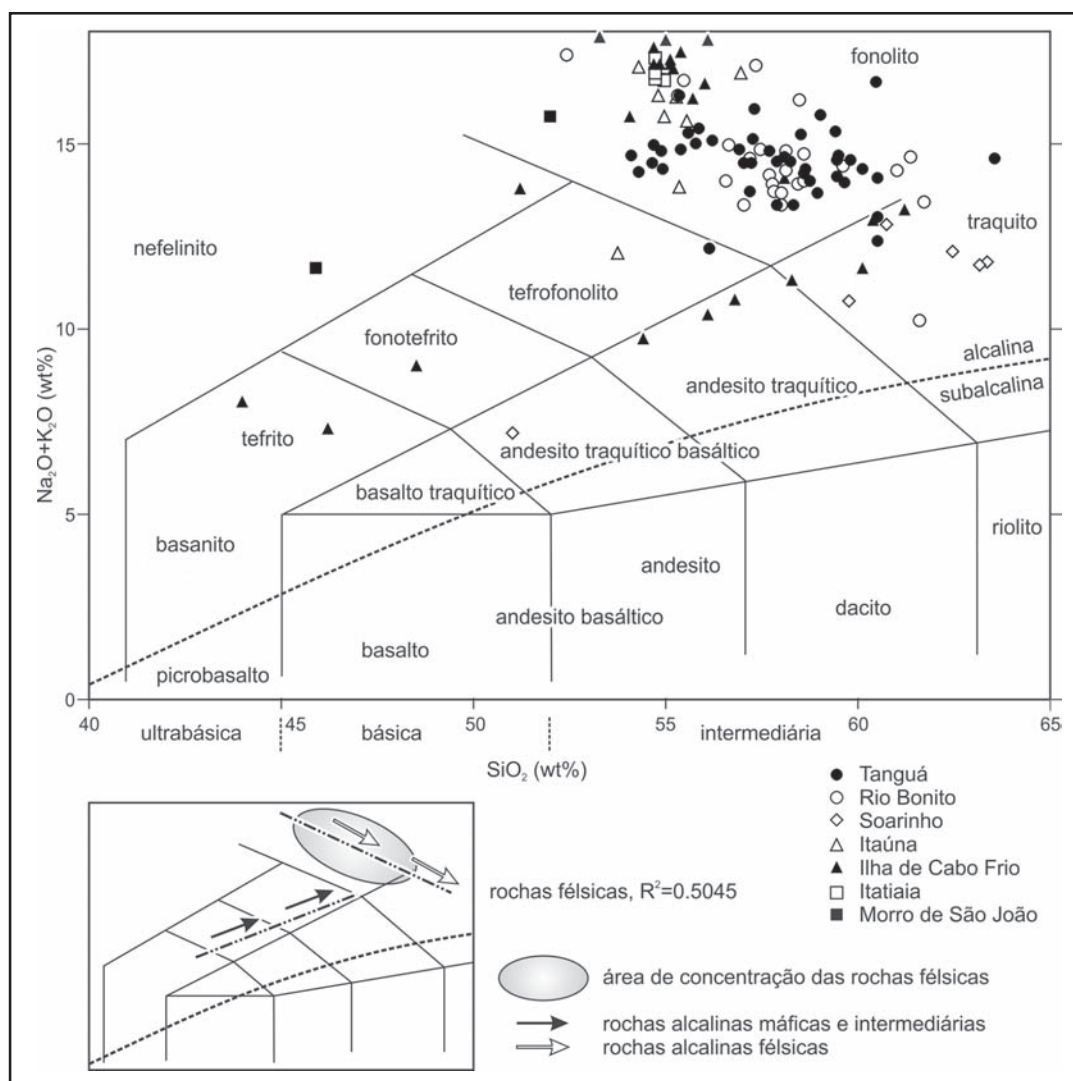 fonolito
15
traquito
nefelinito
tefrofonolito
10
fonotefrito
alcalina
andesito traquítico
subalcalina
tefrito
andesito traquítico basáltico
basalto traquítico
5
basanito
riolito
andesito
andesito basáltico
dacito
basalto
picrobasalto
0
Na₂O+K₂O (wt%)
40 45 50 55 60 65
ultrabásica básica intermediária
SiO₂ (wt%)
Tanguá
Rio Bonito
Soarinho
Itaúna
Ilha de Cabo Frio
Itatiaia
Morro de São João
rochas félsicas, R²=0.5045
área de concentração das rochas félsicas
rochas alcalinas máficas e intermediárias
rochas alcalinas félsicas